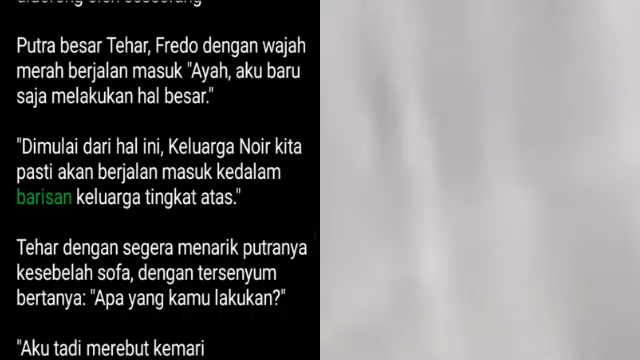 Putra besar Tehar, Fredo dengan wajah
merah berjalan masuk "Ayah, aku baru
saja melakukan hal besar."
"Dimulai dari hal ini, Keluarga Noir kita
pasti akan berjalan masuk kedalam
barisan keluarga tingkat atas."
Tehar dengan segera menarik putranya
kesebelah sofa, dengan tersenyum
bertanya: "Apa yang kamu lakukan?"
"Aku tadi merebut kemari